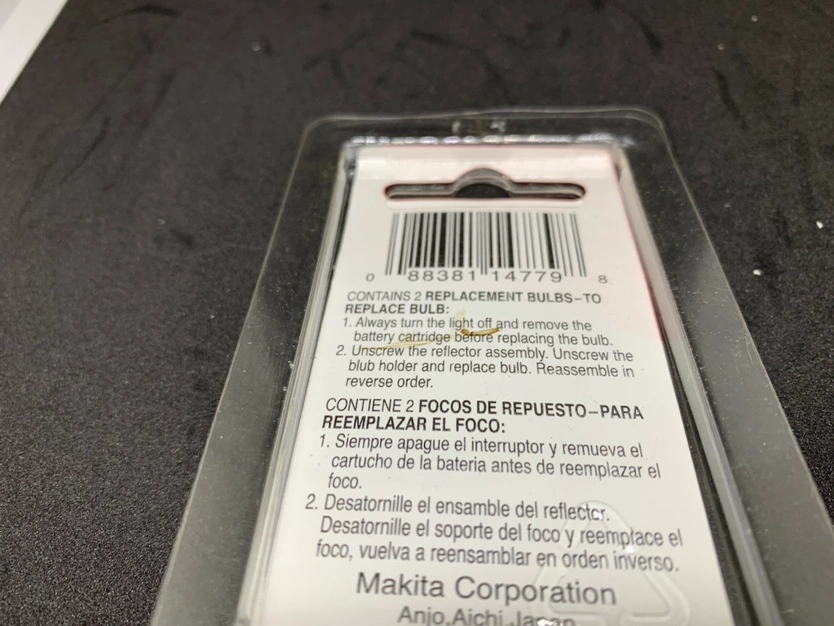 0 88381 14779 8
CONTAINS 2 REPLACEMENT BULBS–TO
REPLACE BULB:
1. Always turn the light off and remove the
battery cartridge before replacing the bulb.
2. Unscrew the reflector assembly. Unscrew the
blub holder and replace bulb. Reassemble in
reverse order.
CONTIENE 2 FOCOS DE REPUESTO–PARA
REEMPLAZAR EL FOCO:
1. Siempre apague el interruptor y remueva el
cartucho de la bateria antes de reemplazar el
foco.
2. Desatornille el ensamble del reflector.
Desatornille el soporte del foco y reemplace el
foco, vuelva a reensamblar en orden inverso.
Makita Corporation
Anjo,Aichi,Japan